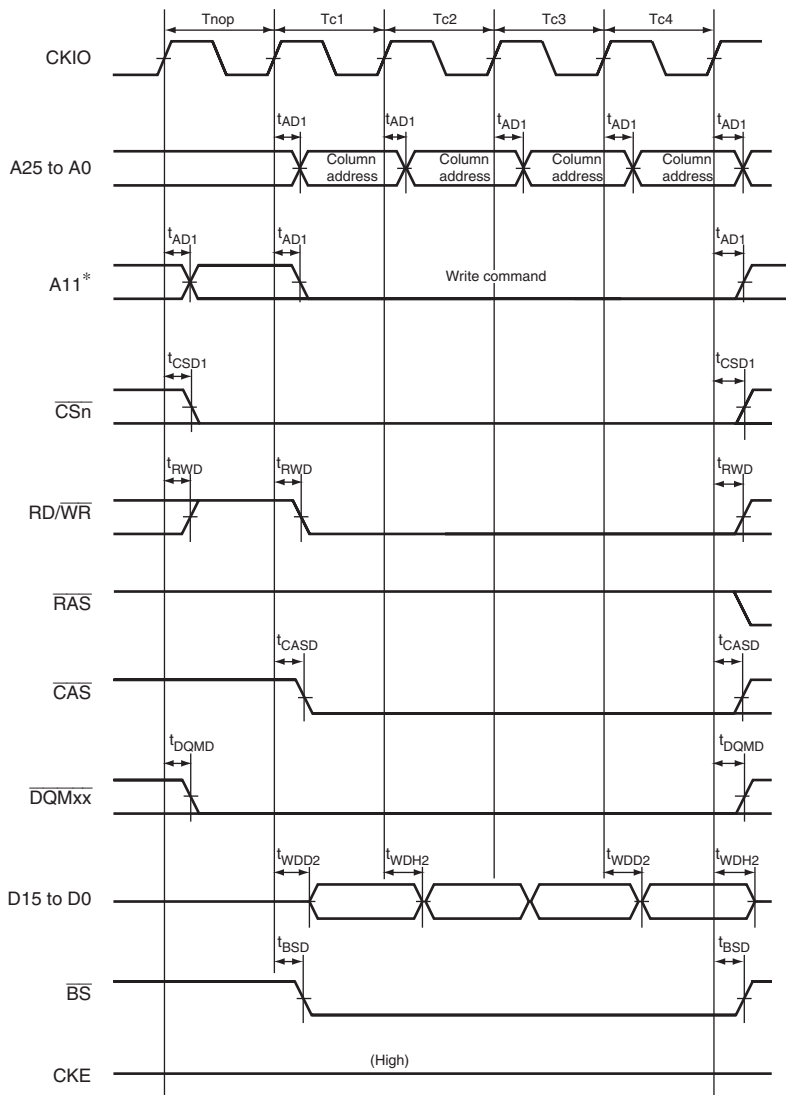 Tnop Tc1 Tc2 Tc3 Tc4
CKIO
tAD1 tAD1 tAD1 tAD1 tAD1
A25 to A0
Column address Column address Column address Column address
tAD1 tAD1 tAD1
A11*
Write command
tCSD1 tCSD1
CSn
tRWD tRWD tRWD
RD/WR
RAS
tCASD tCASD
CAS
tDQMD tDQMD
DQMxx
tWDD2 tWDH2 tWDD2 tWDH2
D15 to D0
tBSD tBSD
BS
(High)
CKE